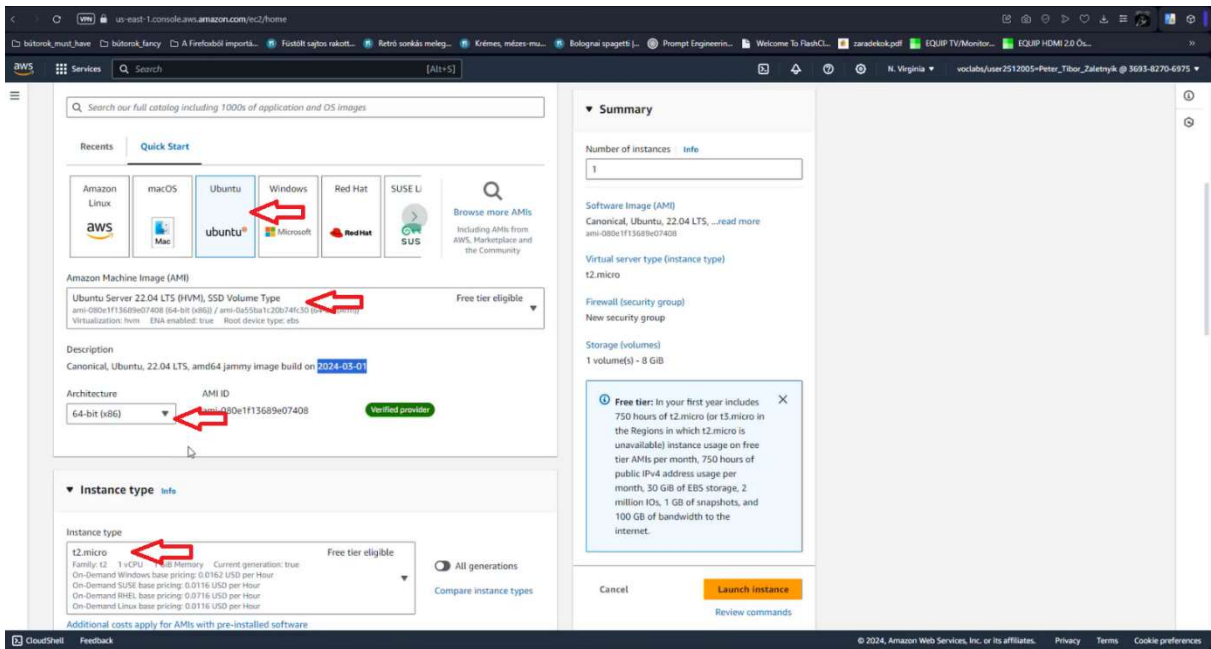 VPN us-east-1.console.aws.amazon.com/ec2/home
bútorok_must_have bútorok_fancy A Firefoxból importá... Füstölt sajtos rakott... Retró sonkás meleg... Krémes, mézes-mu... Bolognai spagetti |... Prompt Engineerin... Welcome To FlashCl... zaradekok.pdf EQUIP TV/Monitor... EQUIP HDMI 2.0 Ös...
aws Services Search [Alt+S] N. Virginia voclabs/user2512005=Peter_Tibor_Zaletnyik @ 3693-8270-6975
Search our full catalog including 1000s of application and OS images
Recents Quick Start
Amazon Linux
aws
macOS
Mac
Ubuntu
ubuntu®
Windows
Microsoft
Red Hat
Red Hat
SUSE Li
SUS
Browse more AMIs
Including AMIs from
AWS, Marketplace and
the Community
Amazon Machine Image (AMI)
Ubuntu Server 22.04 LTS (HVM), SSD Volume Type Free tier eligible
ami-080e1f13689e07408 (64-bit (x86)) / ami-0a55ba1c20b74fc30
Virtualization: hvm ENA enabled: true Root device type: ebs
Description
Canonical, Ubuntu, 22.04 LTS, amd64 jammy image build on 2024-03-01
Architecture AMI ID
64-bit (x86) ami-080e1f13689e07408 Verified provider
Instance type Info
Instance type
t2.micro Free tier eligible
Family: t2 1 vCPU 1 GiB Memory Current generation: true
On-Demand Windows base pricing: 0.0162 USD per Hour
On-Demand SUSE base pricing: 0.0116 USD per Hour
On-Demand RHEL base pricing: 0.0716 USD per Hour
On-Demand Linux base pricing: 0.0116 USD per Hour
All generations
Compare instance types
Additional costs apply for AMIs with pre-installed software
Summary
Number of instances Info
1
Software Image (AMI)
Canonical, Ubuntu, 22.04 LTS, ...read more
ami-080e1f13689e07408
Virtual server type (instance type)
t2.micro
Firewall (security group)
New security group
Storage (volumes)
1 volume(s) - 8 GiB
Free tier: In your first year includes
750 hours of t2.micro (or t3.micro in
the Regions in which t2.micro is
unavailable) instance usage on free
tier AMIs per month, 750 hours of
public IPv4 address usage per
month, 30 GiB of EBS storage, 2
million IOs, 1 GB of snapshots, and
100 GB of bandwidth to the
internet.
Cancel Launch instance
Review commands
CloudShell Feedback © 2024, Amazon Web Services, Inc. or its affiliates. Privacy Terms Cookie preferences